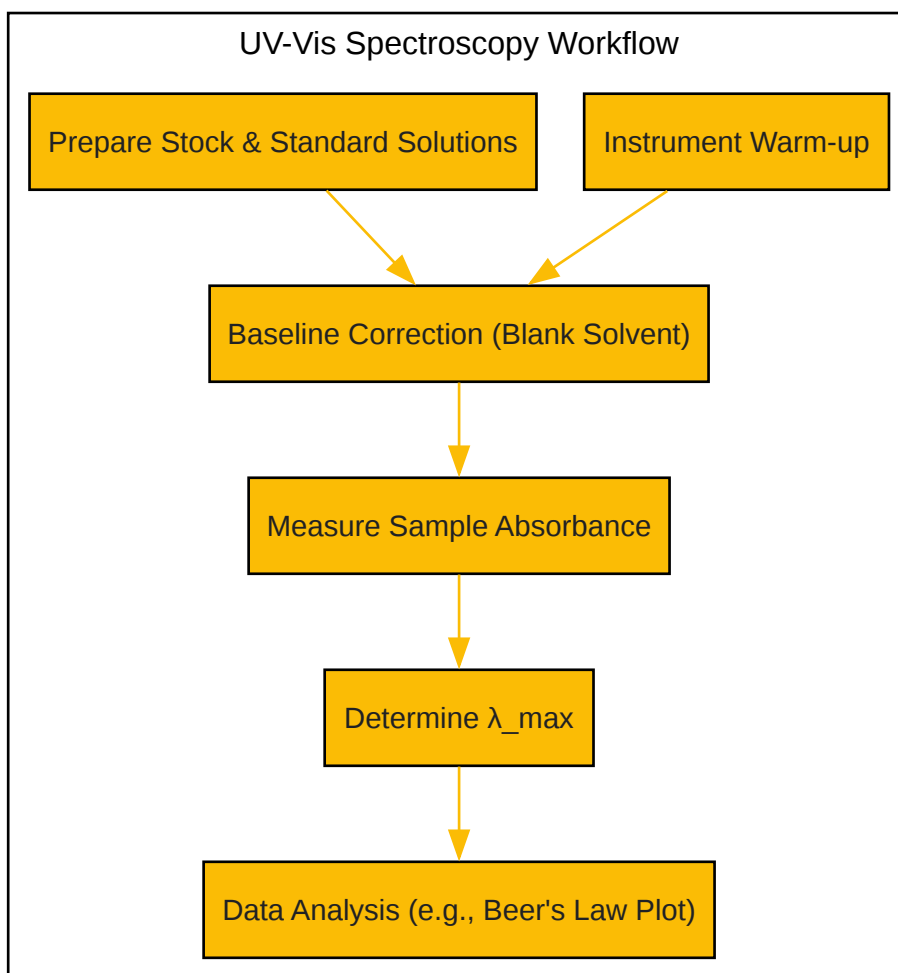 UV-Vis Spectroscopy Workflow
Prepare Stock & Standard Solutions
Instrument Warm-up
Baseline Correction (Blank Solvent)
Measure Sample Absorbance
Determine λ_max
Data Analysis (e.g., Beer's Law Plot)